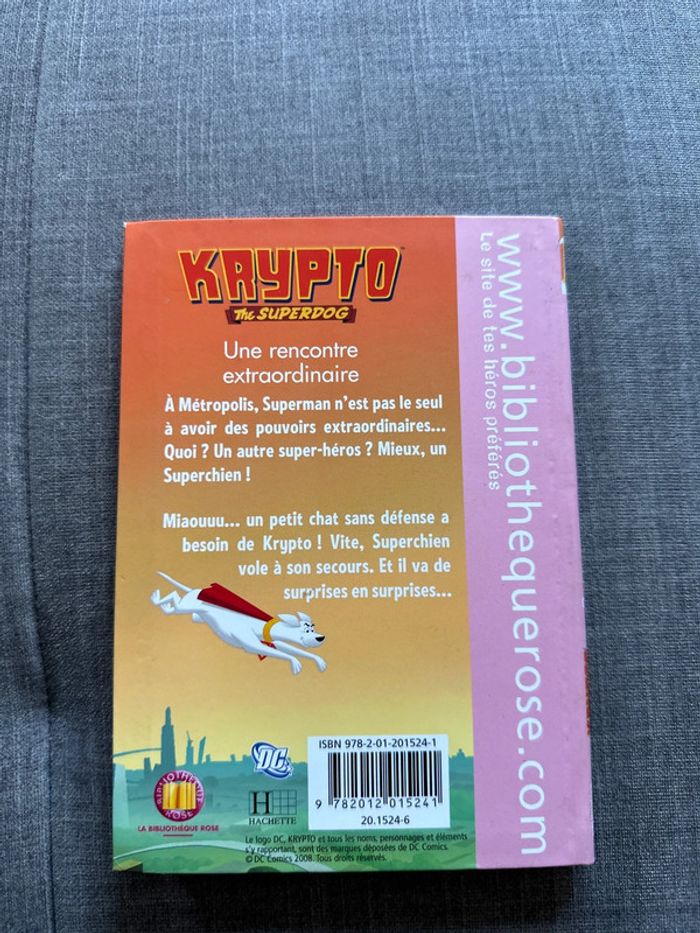 KRYPTO™
The SUPERDOG
Une rencontre
extraordinaire
À Métropolis, Superman n'est pas le seul
à avoir des pouvoirs extraordinaires...
Quoi ? Un autre super-héros ? Mieux, un
Superchien !
Miaouuu... un petit chat sans défense a
besoin de Krypto ! Vite, Superchien
vole à son secours. Et il va de
surprises en surprises...
www.bibliothequerose.com
Le site de tes héros préférés
BIBLIOTHÈQUE
ROSE
LA BIBLIOTHÈQUE ROSE
DC
H
HACHETTE
ISBN 978-2-01-201524-1
9 782012 015241
20.1524-6
Le logo DC, KRYPTO et tous les noms, personnages et éléments
s'y rapportant, sont des marques déposées de DC Comics.
© DC Comics 2008. Tous droits réservés.